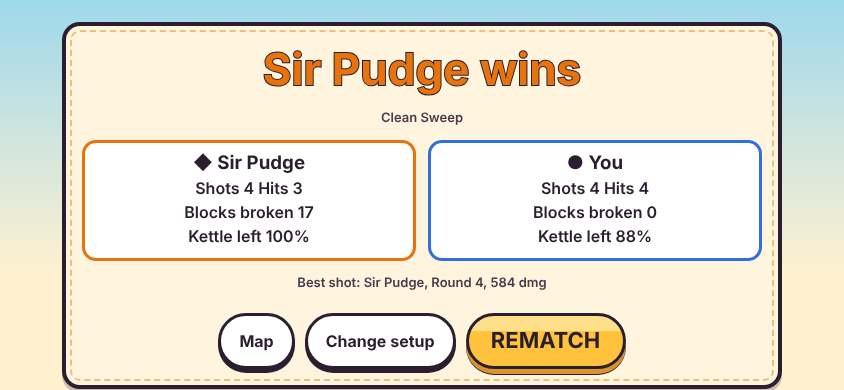 Sir Pudge wins
Clean Sweep
◆ Sir Pudge
Shots 4 Hits 3
Blocks broken 17
Kettle left 100%
● You
Shots 4 Hits 4
Blocks broken 0
Kettle left 88%
Best shot: Sir Pudge, Round 4, 584 dmg
Map
Change setup
REMATCH